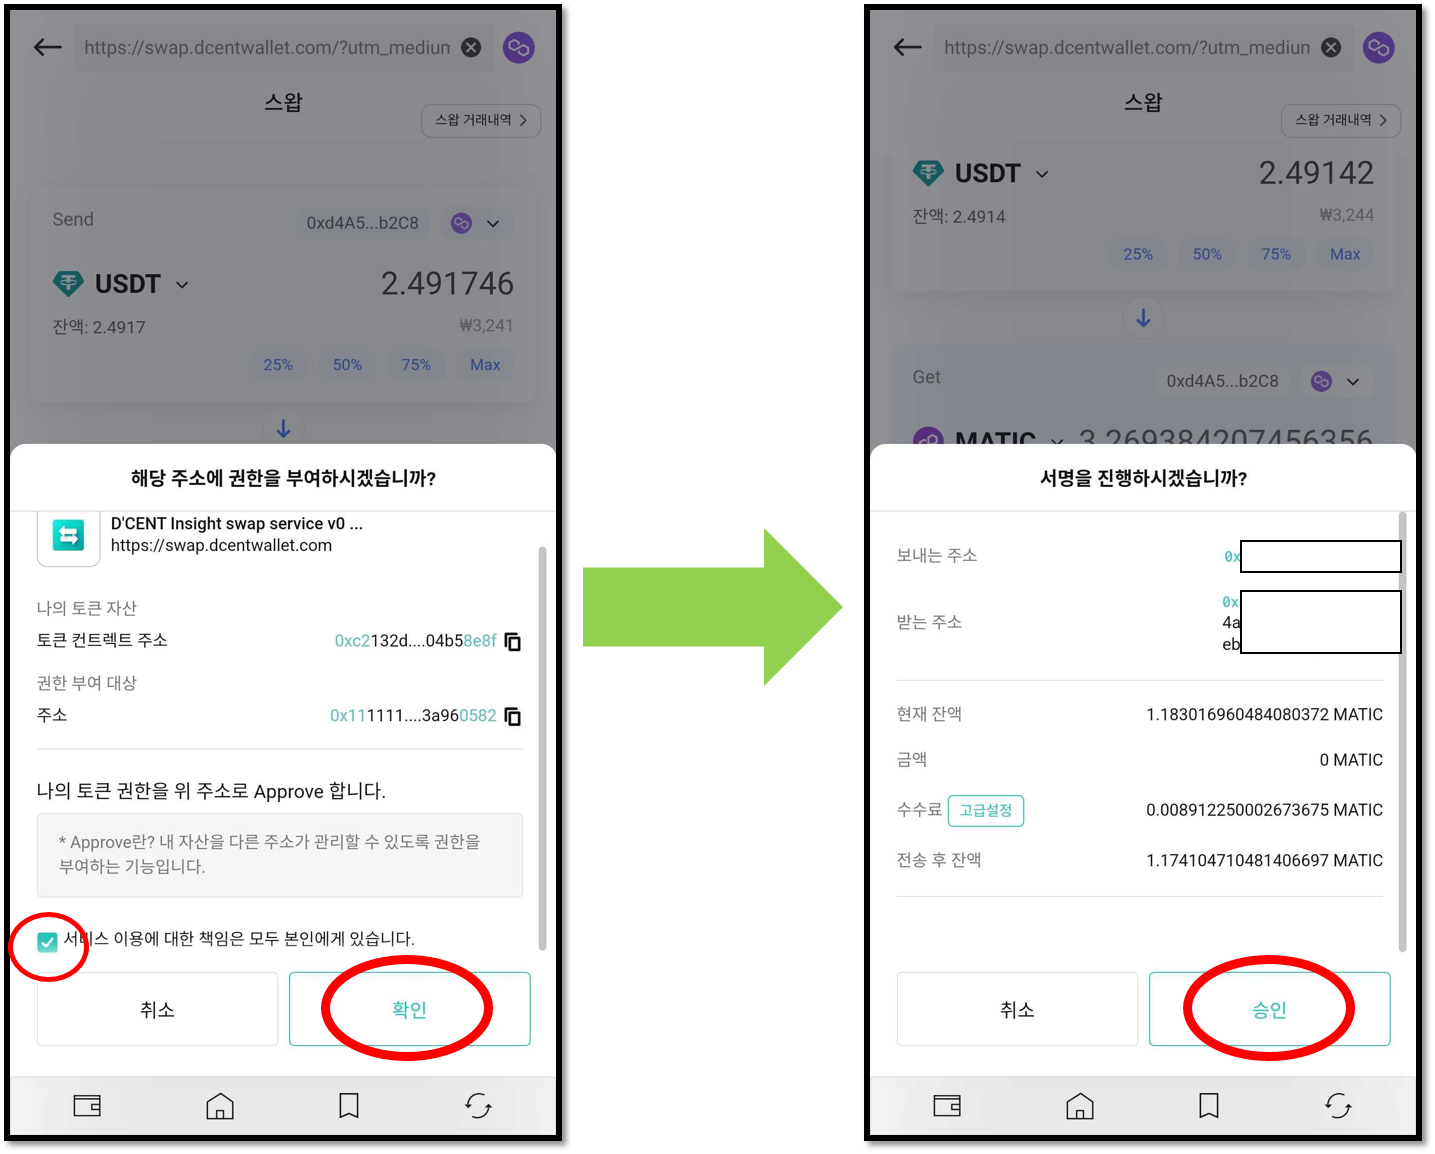 https://swap.dcentwallet.com/?utm_mediun
스왑
스왑 거래내역
Send
0xd4A5...b2C8
USDT
2.491746
잔액: 2.4917
₩3,241
25%
50%
75%
Max
해당 주소에 권한을 부여하시겠습니까?
D'CENT Insight swap service v0 ...
https://swap.dcentwallet.com
나의 토큰 자산
토큰 컨트렉트 주소
0xc2132d....04b58e8f
권한 부여 대상
주소
0x111111....3a960582
나의 토큰 권한을 위 주소로 Approve 합니다.
* Approve란? 내 자산을 다른 주소가 관리할 수 있도록 권한을
부여하는 기능입니다.
서비스 이용에 대한 책임은 모두 본인에게 있습니다.
취소
확인
https://swap.dcentwallet.com/?utm_mediun
스왑
스왑 거래내역
USDT
2.49142
잔액: 2.4914
₩3,244
25%
50%
75%
Max
Get
0xd4A5...b2C8
MATIC
3.269384207456356
서명을 진행하시겠습니까?
보내는 주소
0x
받는 주소
0x
4a
eb
현재 잔액
1.183016960484080372 MATIC
금액
0 MATIC
수수료
고급설정
0.008912250002673675 MATIC
전송 후 잔액
1.174104710481406697 MATIC
취소
승인